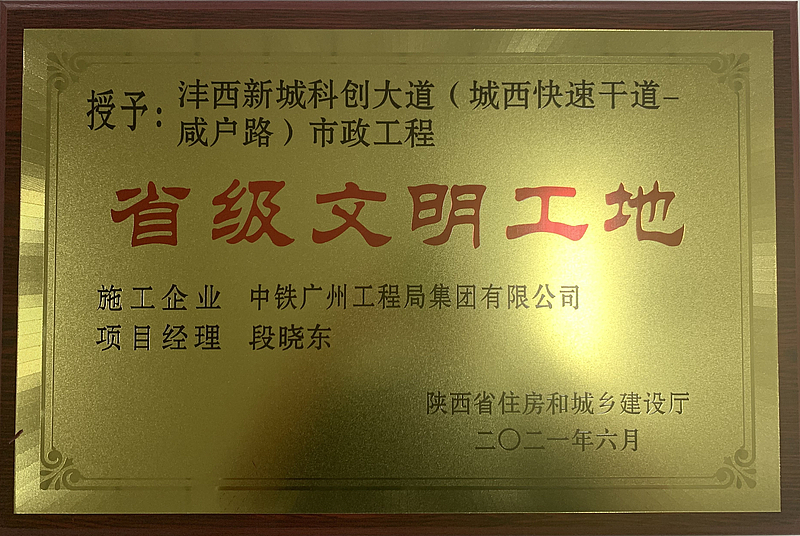 授予：沣西新城科创大道（城西快速干道-
咸户路）市政工程
省级文明工地
施工企业 中铁广州工程局集团有限公司
项目经理 段晓东
陕西省住房和城乡建设厅
二〇二一年六月